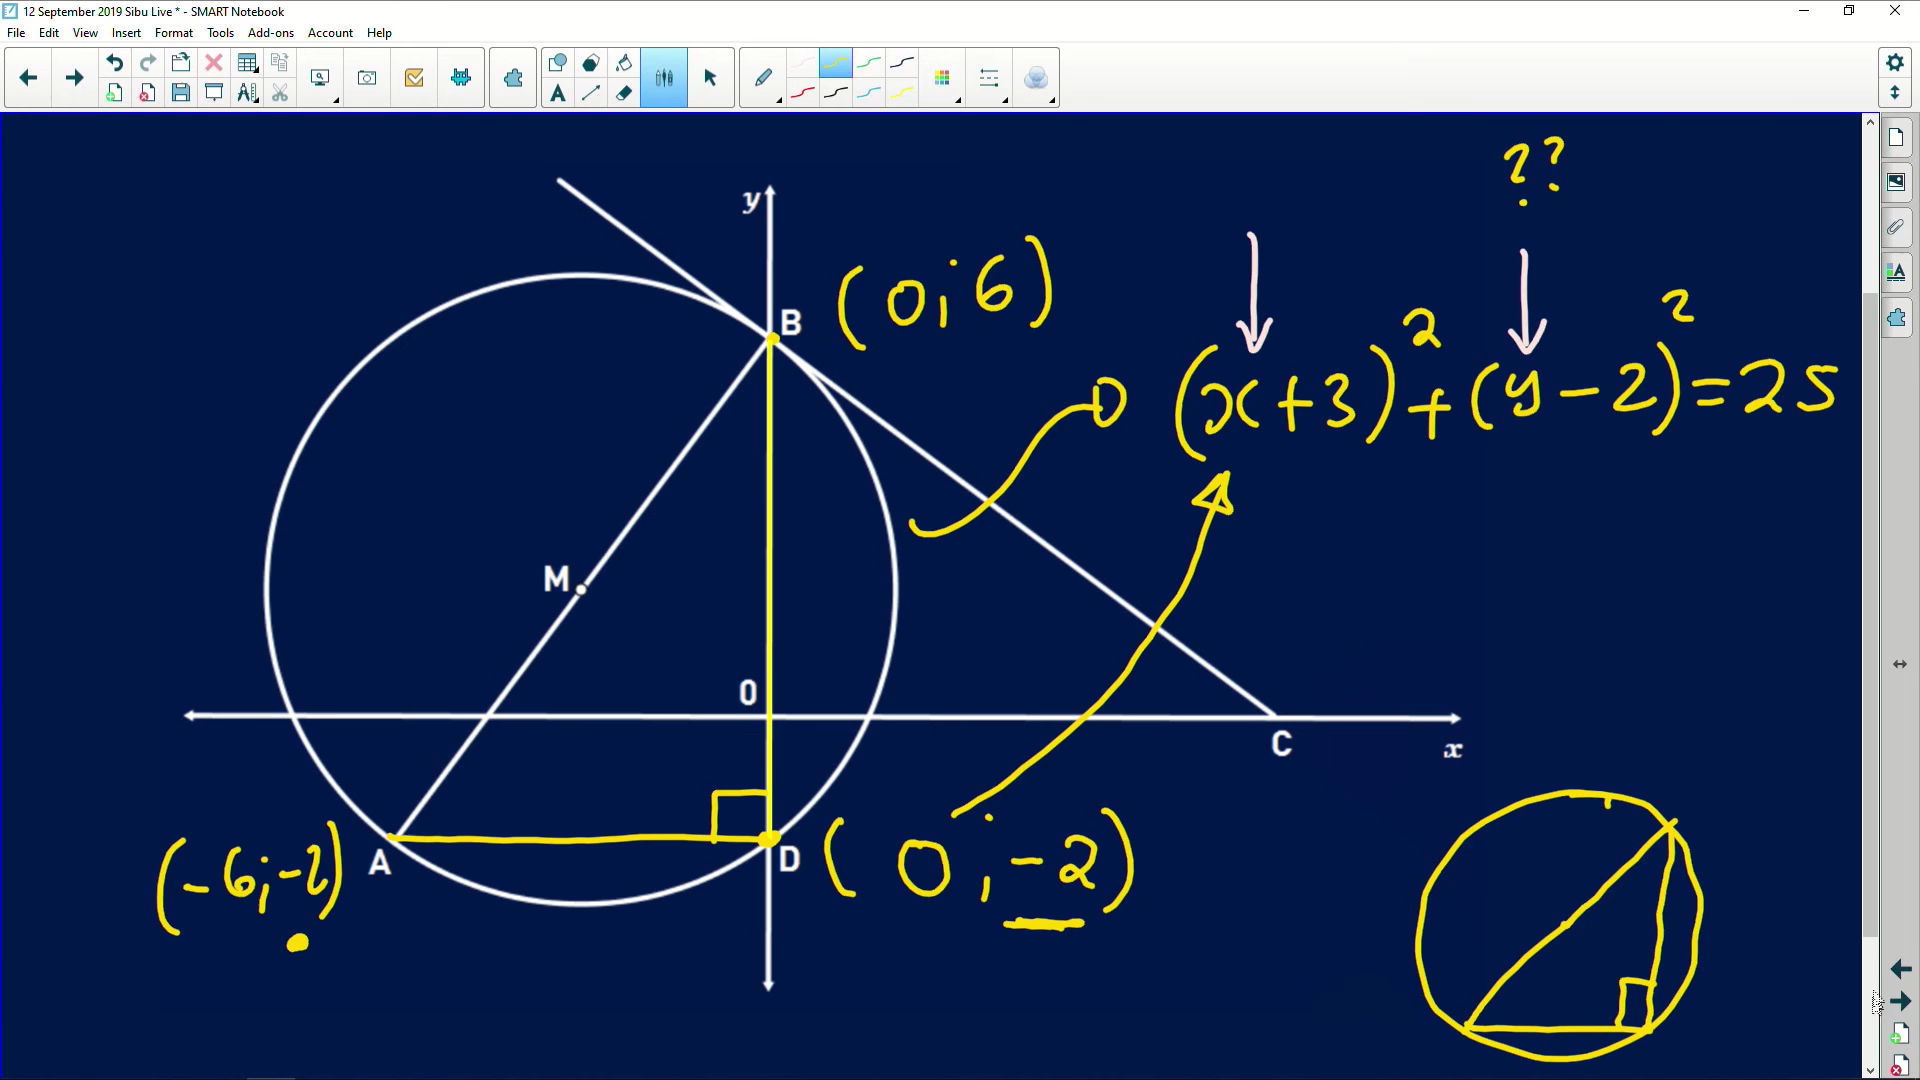 12 September 2019 Sibu Live * - SMART Notebook
File Edit View Insert Format Tools Add-ons Account Help
? ?
y
B
(0;6)
(x+3)² + (y-2)² = 25
M
0
C
x
(-6;-2)
A
D
(0;-2)